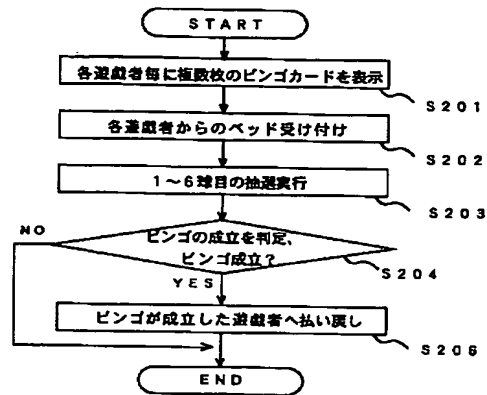 START
各遊戯者毎に複数枚のビンゴカードを表示
S201
各遊戯者からのベッド受け付け
S202
1~6球目の抽選実行
S203
NO
ビンゴの成立を判定、
ビンゴ成立?
S204
YES
ビンゴが成立した遊戯者へ払い戻し
S206
END